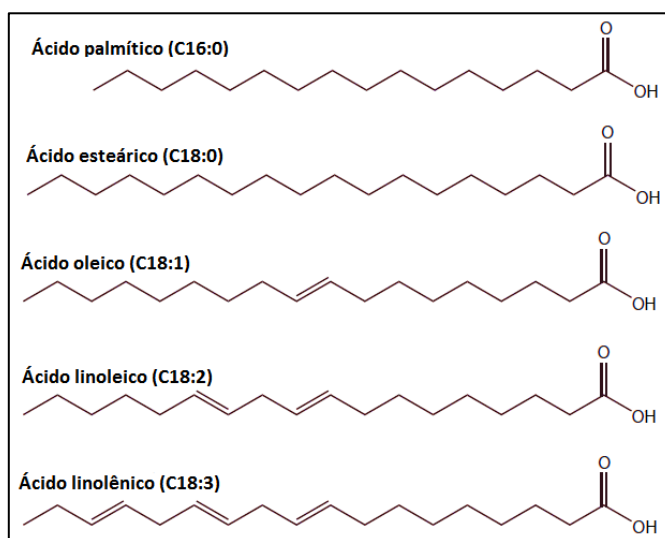 Ácido palmítico (C16:0)
O
OH
Ácido esteárico (C18:0)
O
OH
Ácido oleico (C18:1)
O
OH
Ácido linoleico (C18:2)
O
OH
Ácido linolênico (C18:3)
O
OH